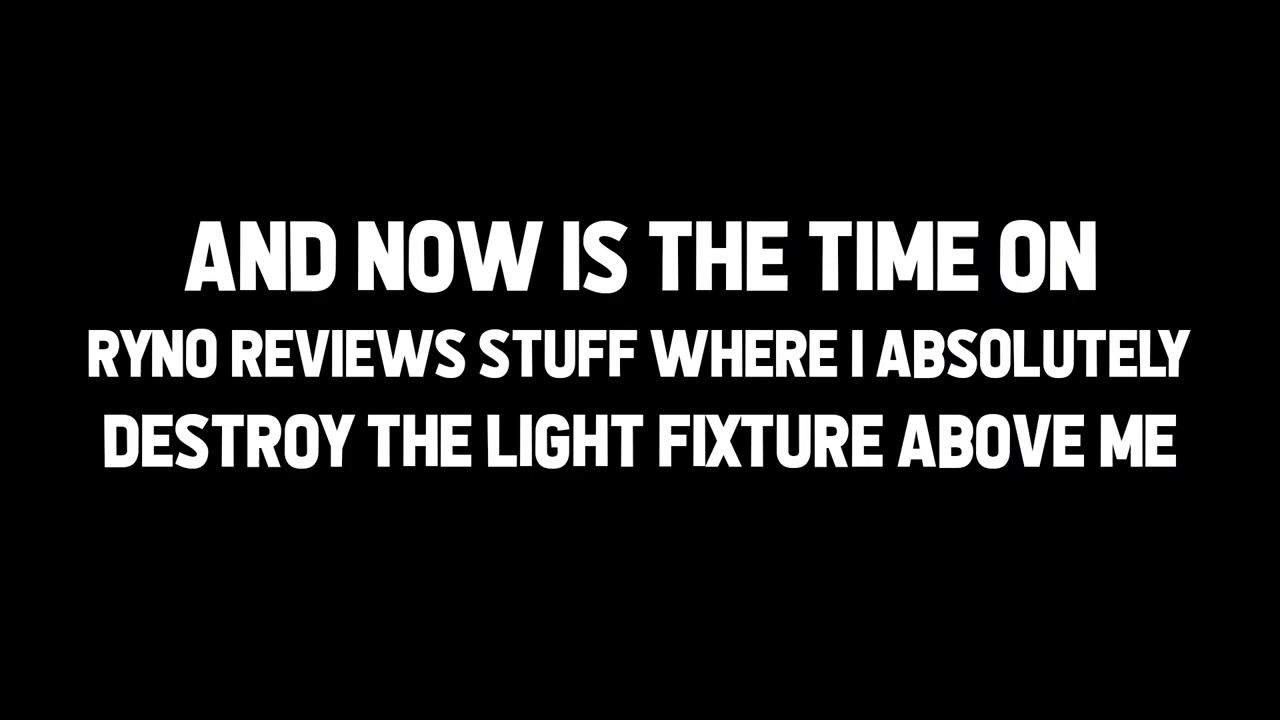 AND NOW IS THE TIME ON
RYNO REVIEWS STUFF WHERE I ABSOLUTELY
DESTROY THE LIGHT FIXTURE ABOVE ME